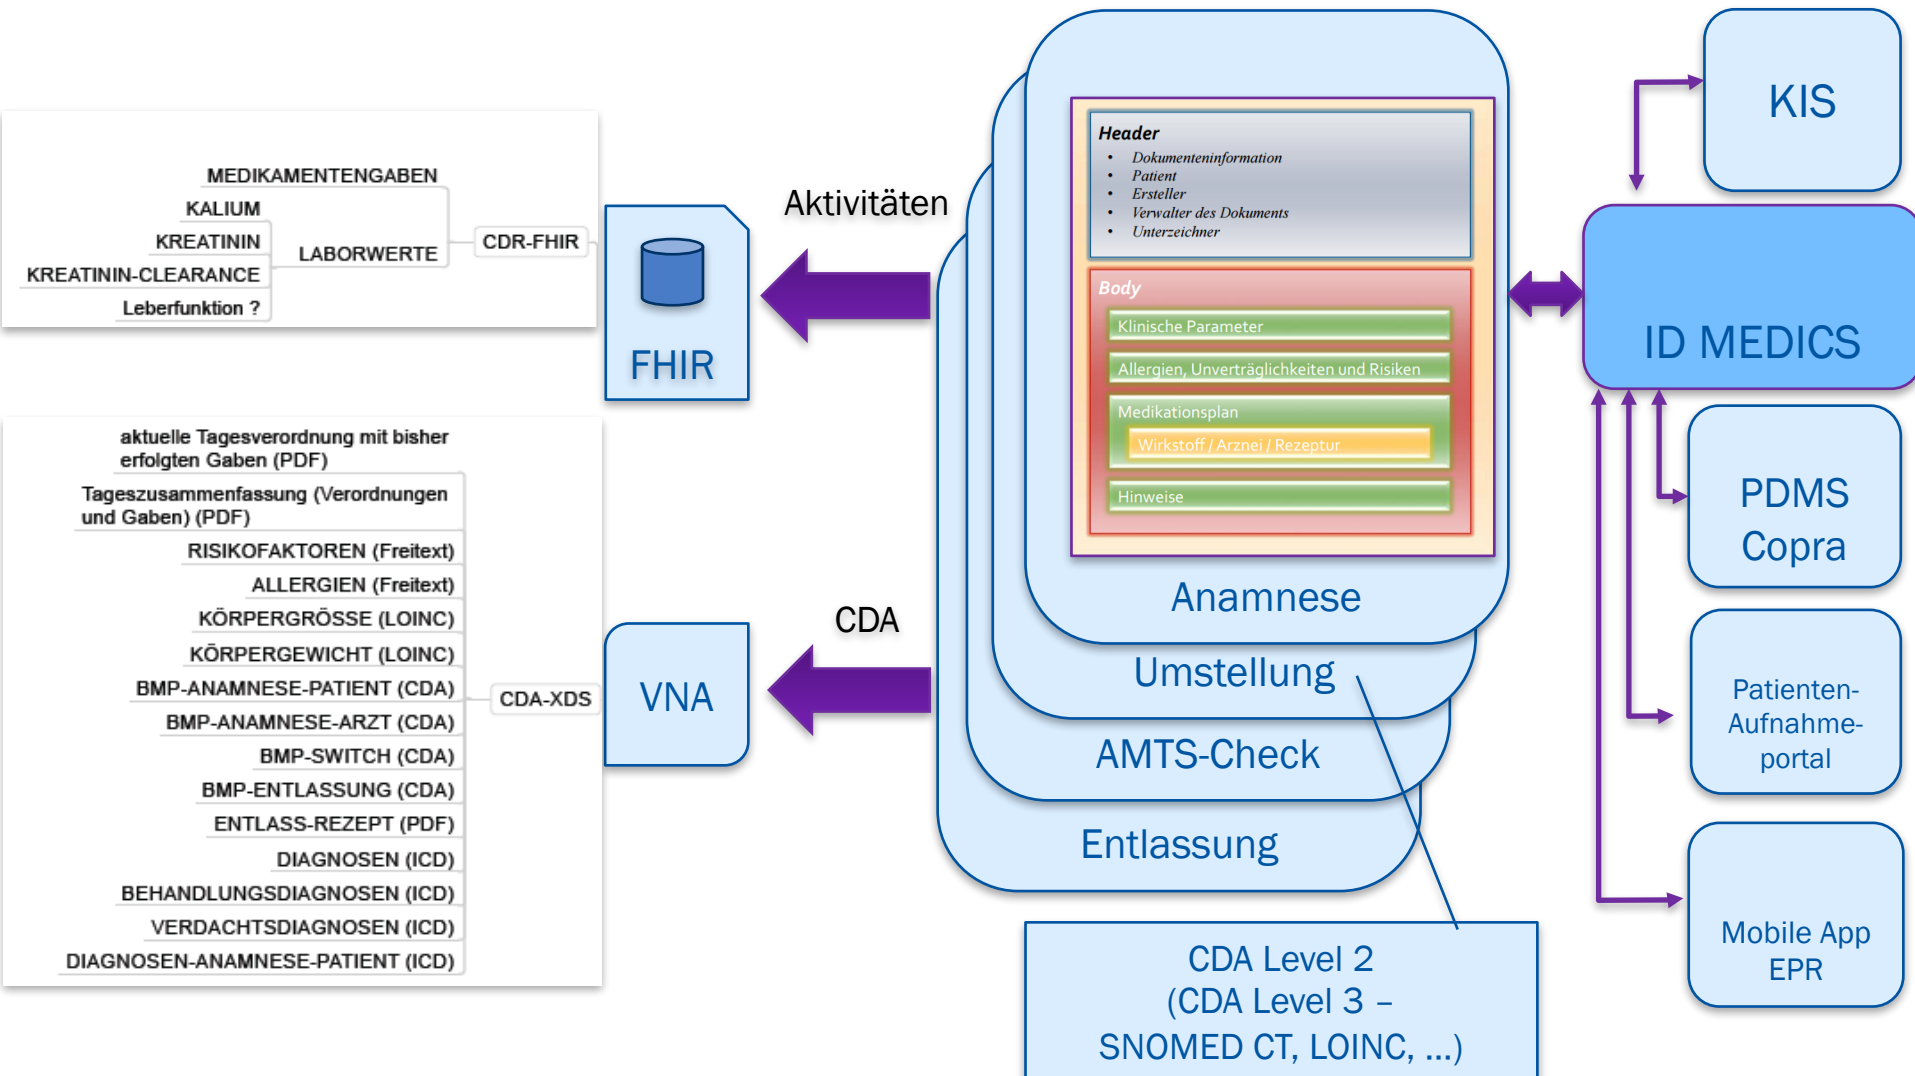 MEDIKAMENTENGABEN
KALIUM
KREATININ
KREATININ-CLEARANCE
Leberfunktion ?
LABORWERTE
CDR-FHIR
FHIR
Aktivitäten
aktuelle Tagesverordnung mit bisher
erfolgten Gaben (PDF)
Tageszusammenfassung (Verordnungen
und Gaben) (PDF)
RISIKOFAKTOREN (Freitext)
ALLERGIEN (Freitext)
KÖRPERGRÖSSE (LOINC)
KÖRPERGEWICHT (LOINC)
BMP-ANAMNESE-PATIENT (CDA)
BMP-ANAMNESE-ARZT (CDA)
BMP-SWITCH (CDA)
BMP-ENTLASSUNG (CDA)
ENTLASS-REZEPT (PDF)
DIAGNOSEN (ICD)
BEHANDLUNGSDIAGNOSEN (ICD)
VERDACHTSDIAGNOSEN (ICD)
DIAGNOSEN-ANAMNESE-PATIENT (ICD)
CDA-XDS
VNA
CDA
Header
• Dokumenteninformation
• Patient
• Ersteller
• Verwalter des Dokuments
• Unterzeichner
Body
Klinische Parameter
Allergien, Unverträglichkeiten und Risiken
Medikationsplan
Wirkstoff / Arznei / Rezeptur
Hinweise
Anamnese
Umstellung
AMTS-Check
Entlassung
CDA Level 2
(CDA Level 3 –
SNOMED CT, LOINC, ...)
KIS
ID MEDICS
PDMS
Copra
Patienten-
Aufnahme-
portal
Mobile App
EPR